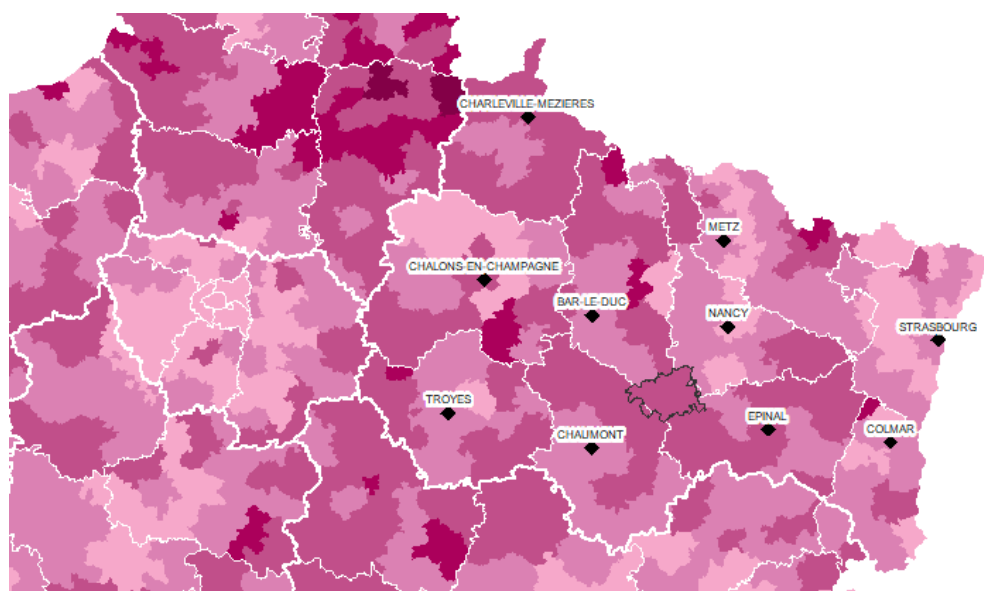 CHARLEVILLE-MEZIERES
METZ
CHALONS-EN-CHAMPAGNE
BAR-LE-DUC
NANCY
STRASBOURG
TROYES
EPINAL
CHAUMONT
COLMAR